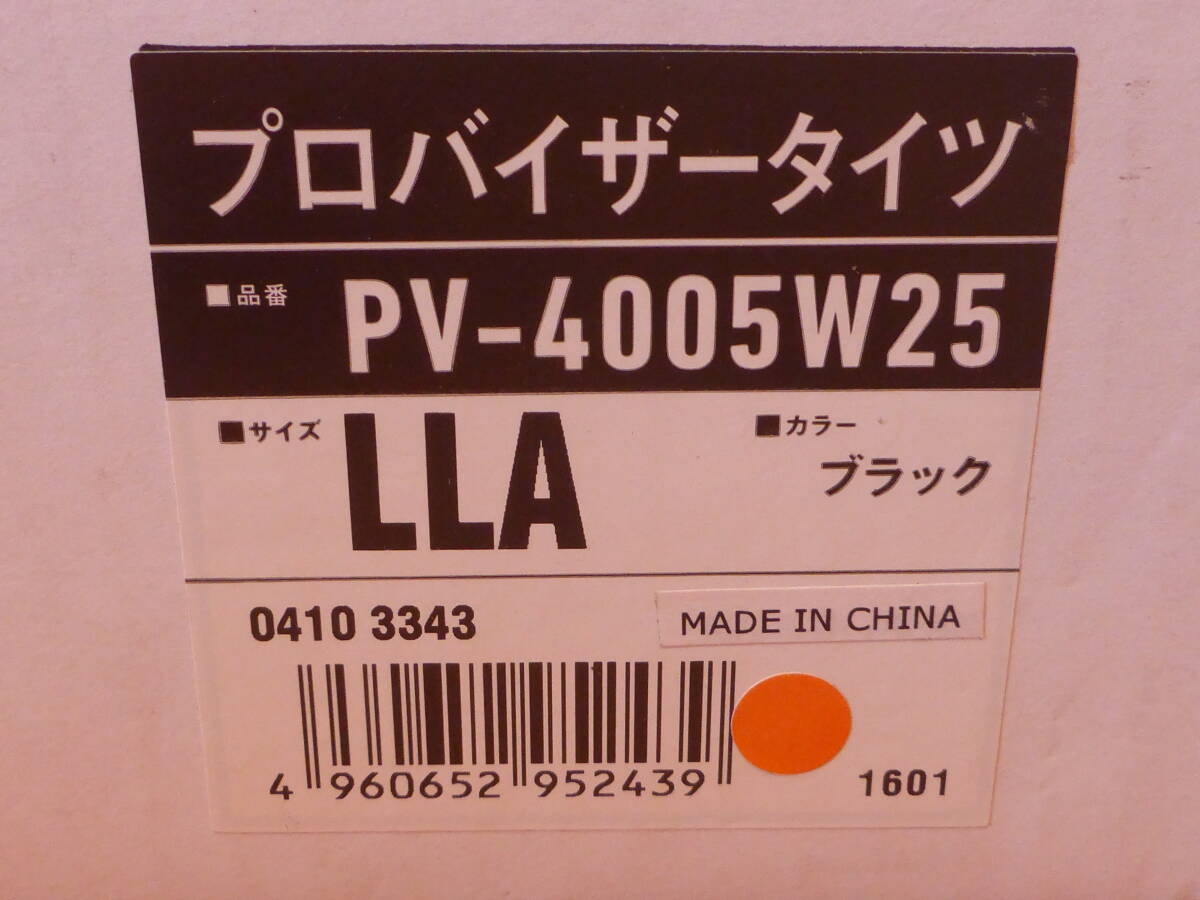 プロバイザータイツ
■品番 PV-4005W25
■サイズ LLA ■カラー
ブラック
0410 3343 MADE IN CHINA
4 960652 952439
1601